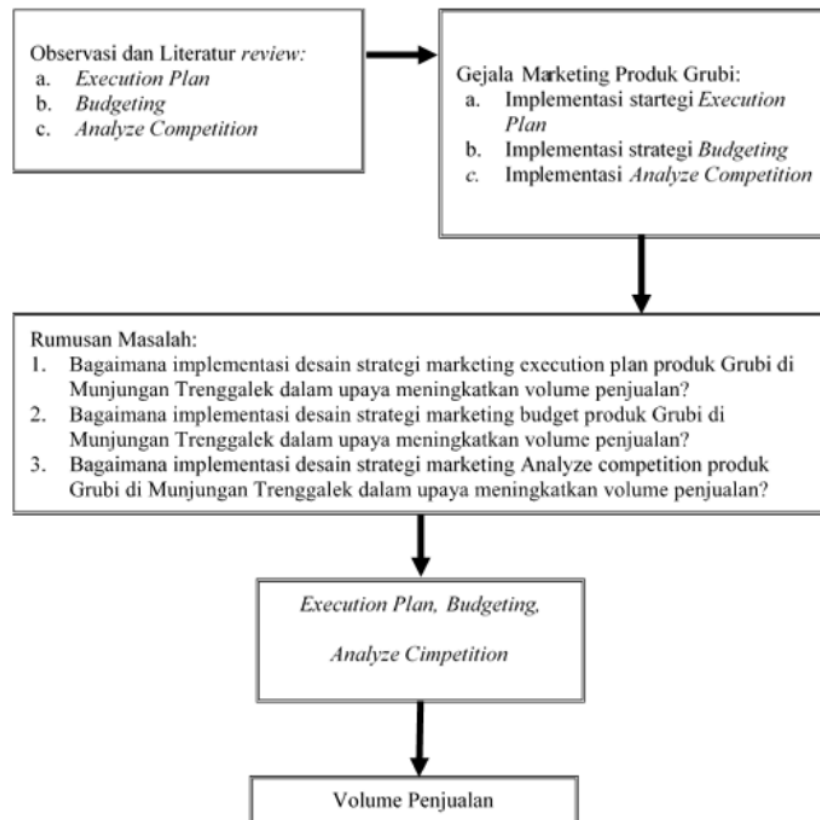 Observasi dan Literatur review:
a. Execution Plan
b. Budgeting
c. Analyze Competition
Gejala Marketing Produk Grubi:
a. Implementasi startegi Execution
Plan
b. Implementasi strategi Budgeting
c. Implementasi Analyze Competition
Rumusan Masalah:
1. Bagaimana implementasi desain strategi marketing execution plan produk Grubi di
Munjungan Trenggalek dalam upaya meningkatkan volume penjualan?
2. Bagaimana implementasi desain strategi marketing budget produk Grubi di
Munjungan Trenggalek dalam upaya meningkatkan volume penjualan?
3. Bagaimana implementasi desain strategi marketing Analyze competition produk
Grubi di Munjungan Trenggalek dalam upaya meningkatkan volume penjualan?
Execution Plan, Budgeting,
Analyze Cimpetition
Volume Penjualan